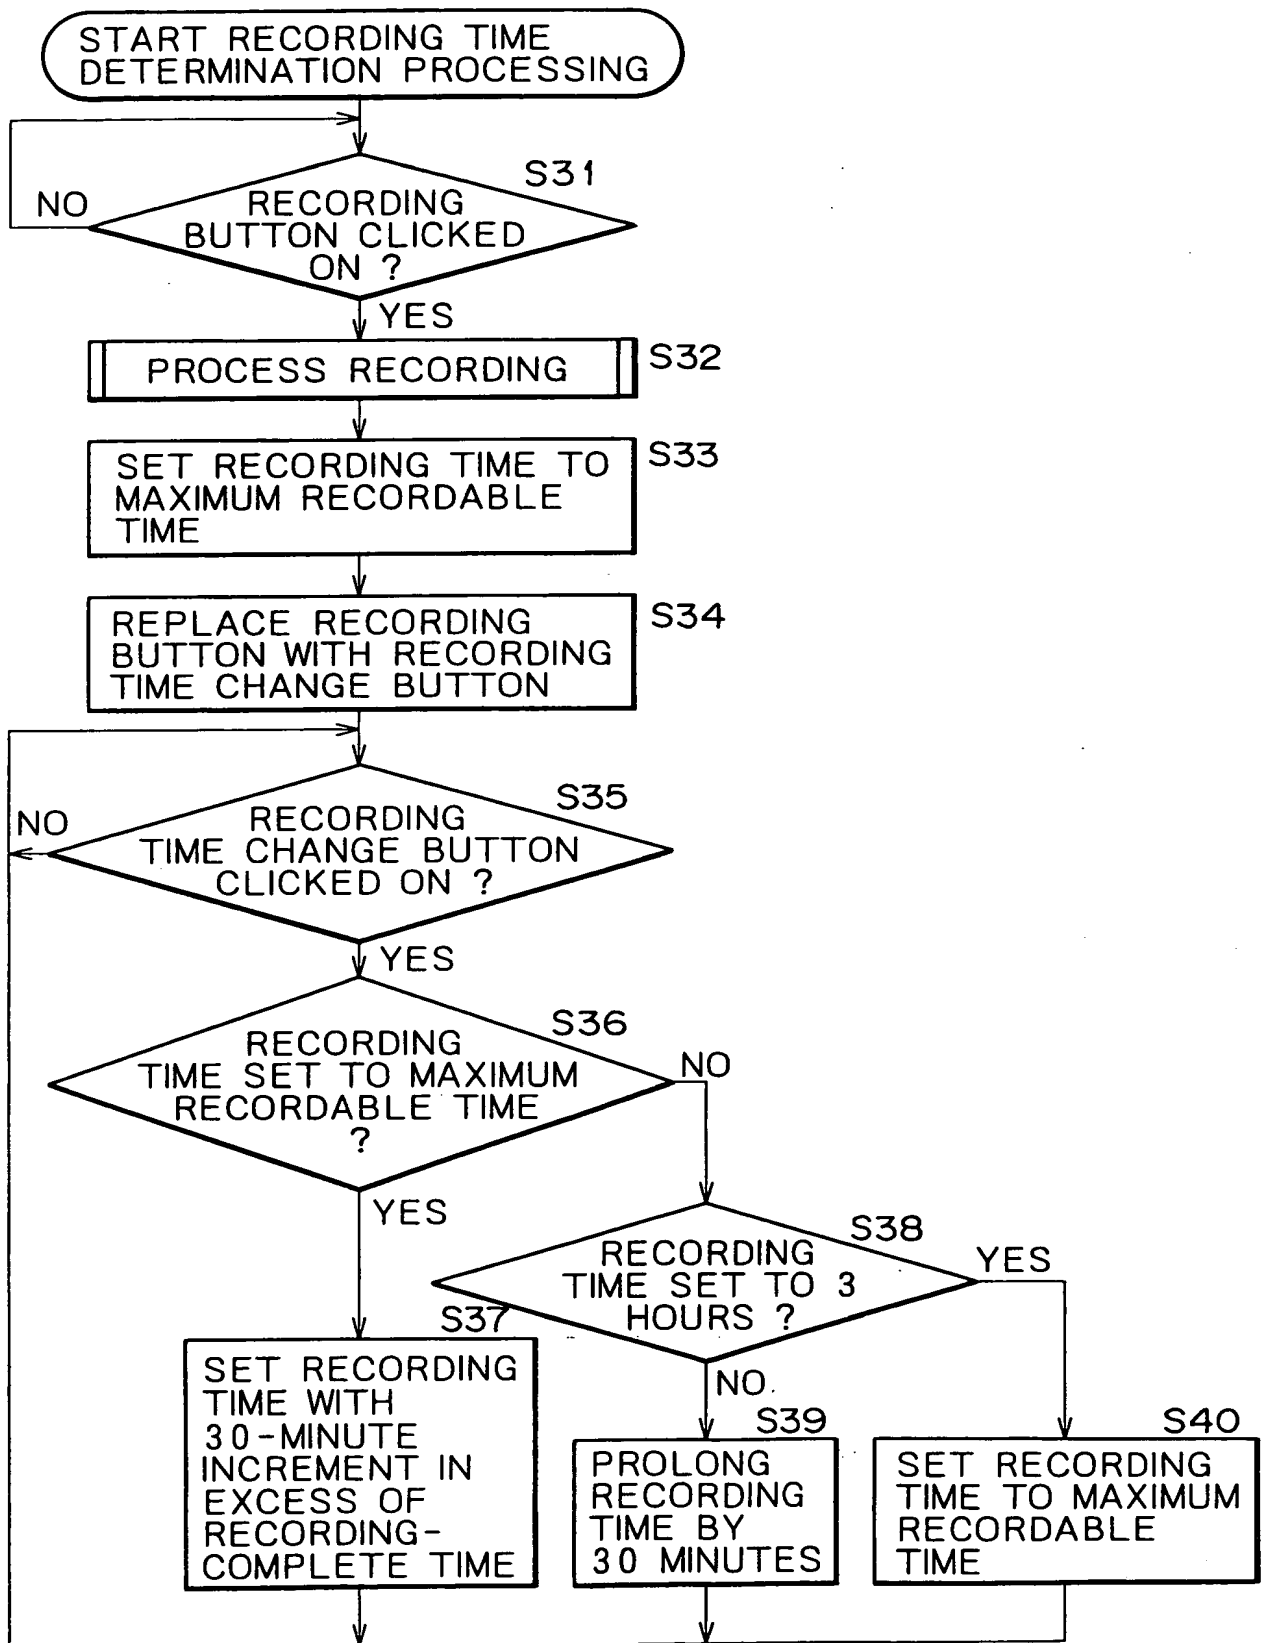 START RECORDING TIME
DETERMINATION PROCESSING
S31
NO
RECORDING
BUTTON CLICKED
ON ?
YES
PROCESS RECORDING
S32
SET RECORDING TIME TO
MAXIMUM RECORDABLE
TIME
S33
REPLACE RECORDING
BUTTON WITH RECORDING
TIME CHANGE BUTTON
S34
S35
NO
RECORDING
TIME CHANGE BUTTON
CLICKED ON ?
YES
S36
RECORDING
TIME SET TO MAXIMUM
RECORDABLE TIME
?
NO
YES
S38
RECORDING
TIME SET TO 3
HOURS ?
YES
NO
S37
SET RECORDING
TIME WITH
30-MINUTE
INCREMENT IN
EXCESS OF
RECORDING-
COMPLETE TIME
S39
PROLONG
RECORDING
TIME BY
30 MINUTES
S40
SET RECORDING
TIME TO MAXIMUM
RECORDABLE
TIME